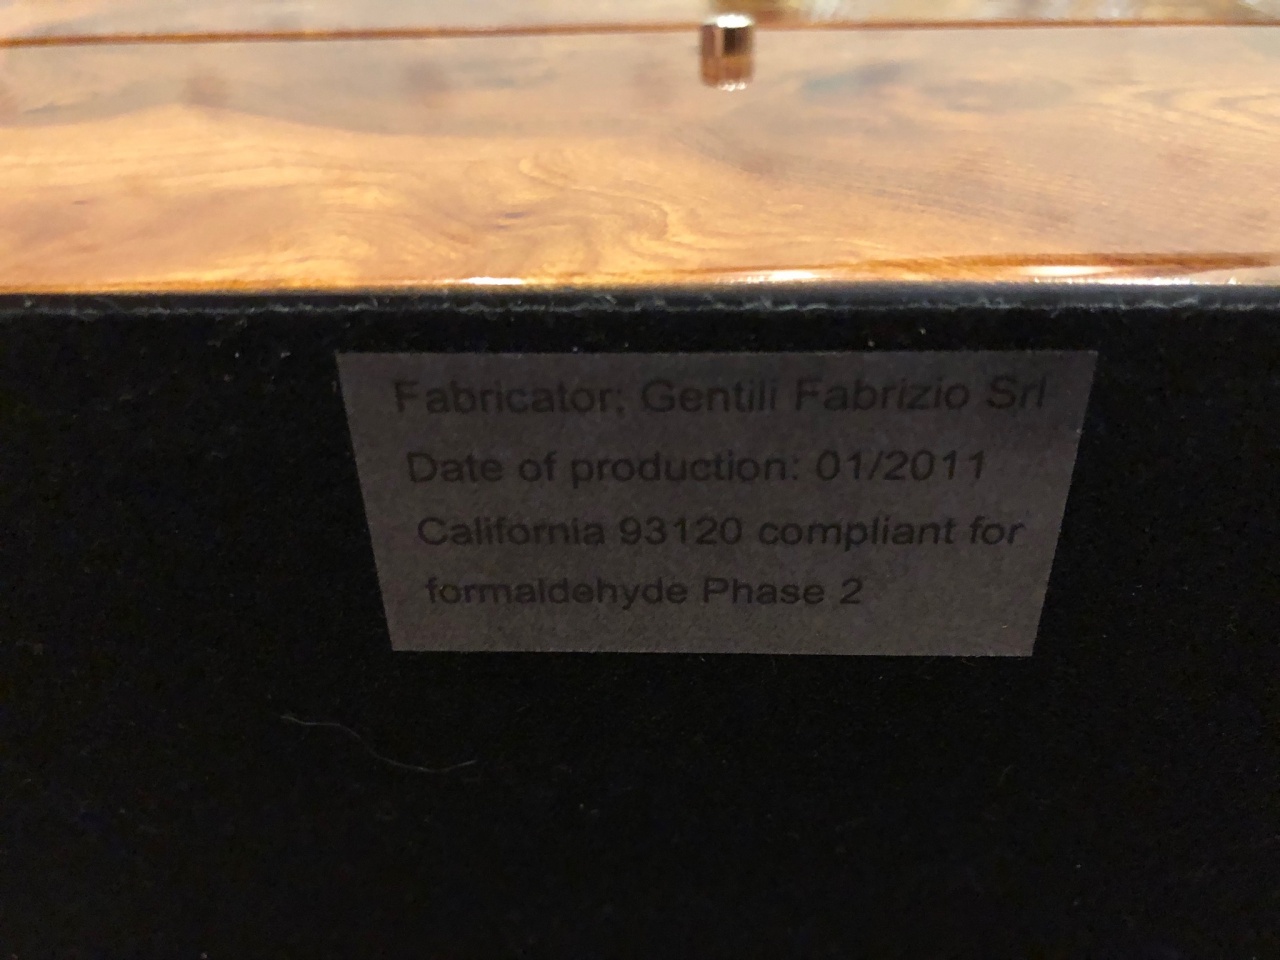 Fabricator: Gentili Fabrizio Srl
Date of production: 01/2011
California 93120 compliant for
formaldehyde Phase 2